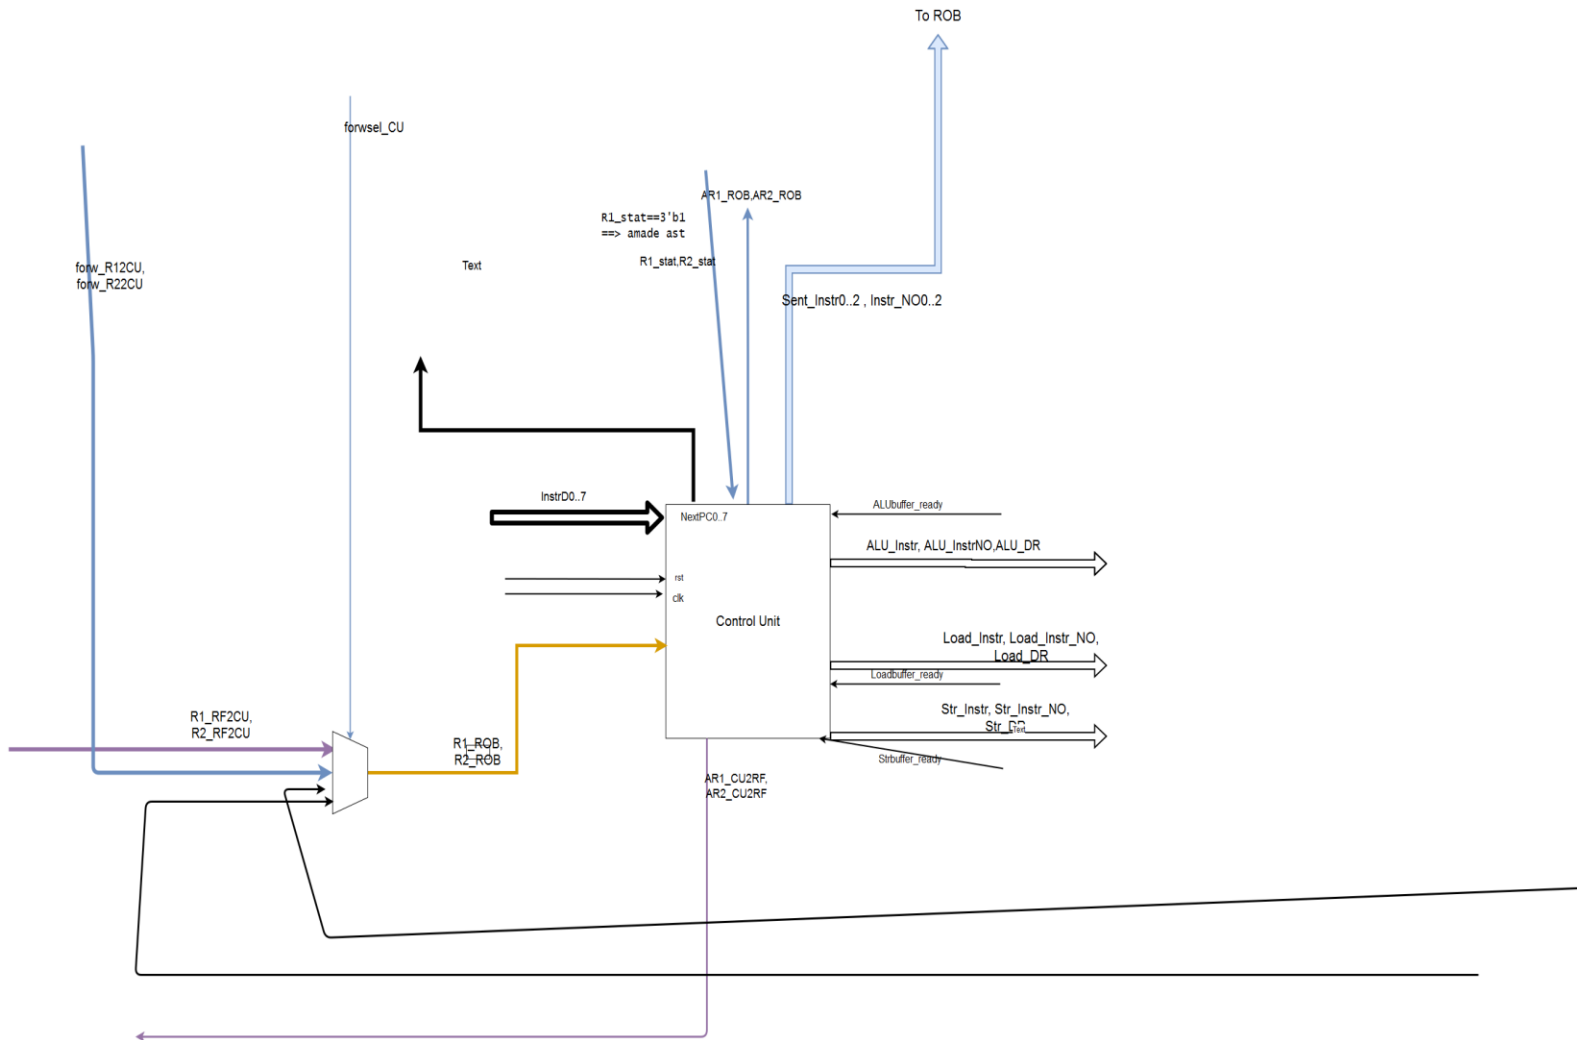 To ROB
forwsel_CU
AR1_ROB,AR2_ROB
R1_stat==3'b1
==> amade ast
R1_stat,R2_stat
forw_R12CU,
forw_R22CU
Text
Sent_Instr0..2 , Instr_NO0..2
InstrD0..7
NextPC0..7
ALUbuffer_ready
ALU_Instr, ALU_InstrNO,ALU_DR
rst
clk
Control Unit
Load_Instr, Load_Instr_NO,
Load_DR
Loadbuffer_ready
Str_Instr, Str_Instr_NO,
Str_DR
Text
Strbuffer_ready
R1_RF2CU,
R2_RF2CU
R1_ROB,
R2_ROB
AR1_CU2RF,
AR2_CU2RF